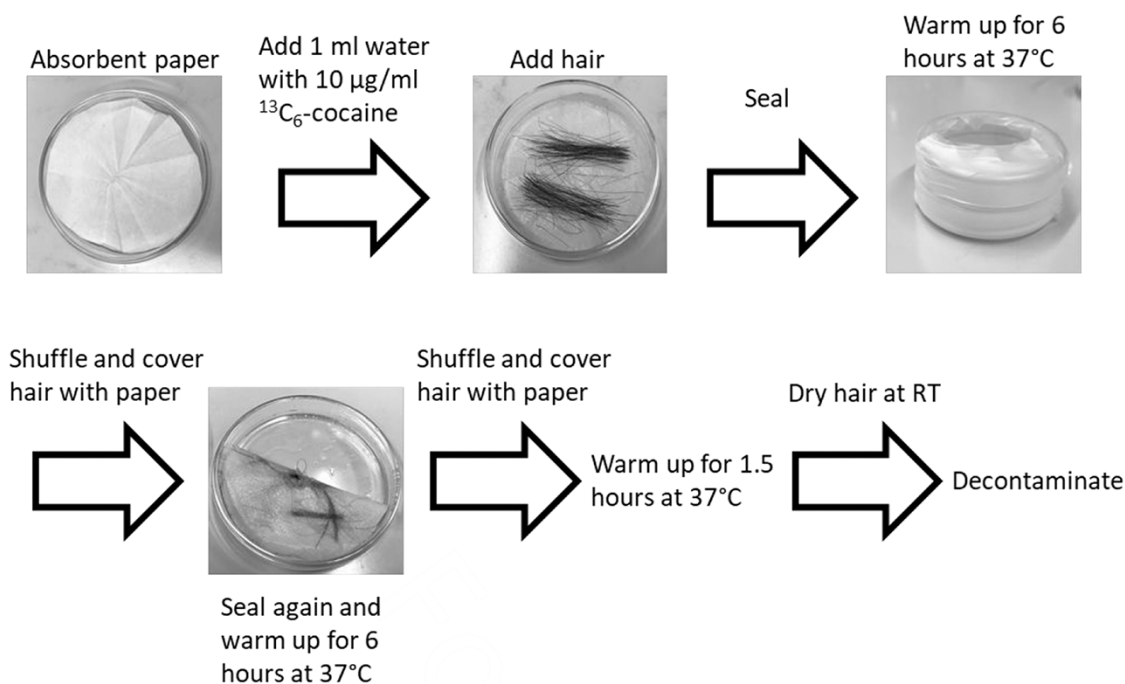 Absorbent paper
Add 1 ml water
with 10 µg/ml
¹³C₆-cocaine
Add hair
Seal
Warm up for 6
hours at 37°C
Shuffle and cover
hair with paper
Seal again and
warm up for 6
hours at 37°C
Shuffle and cover
hair with paper
Warm up for 1.5
hours at 37°C
Dry hair at RT
Decontaminate